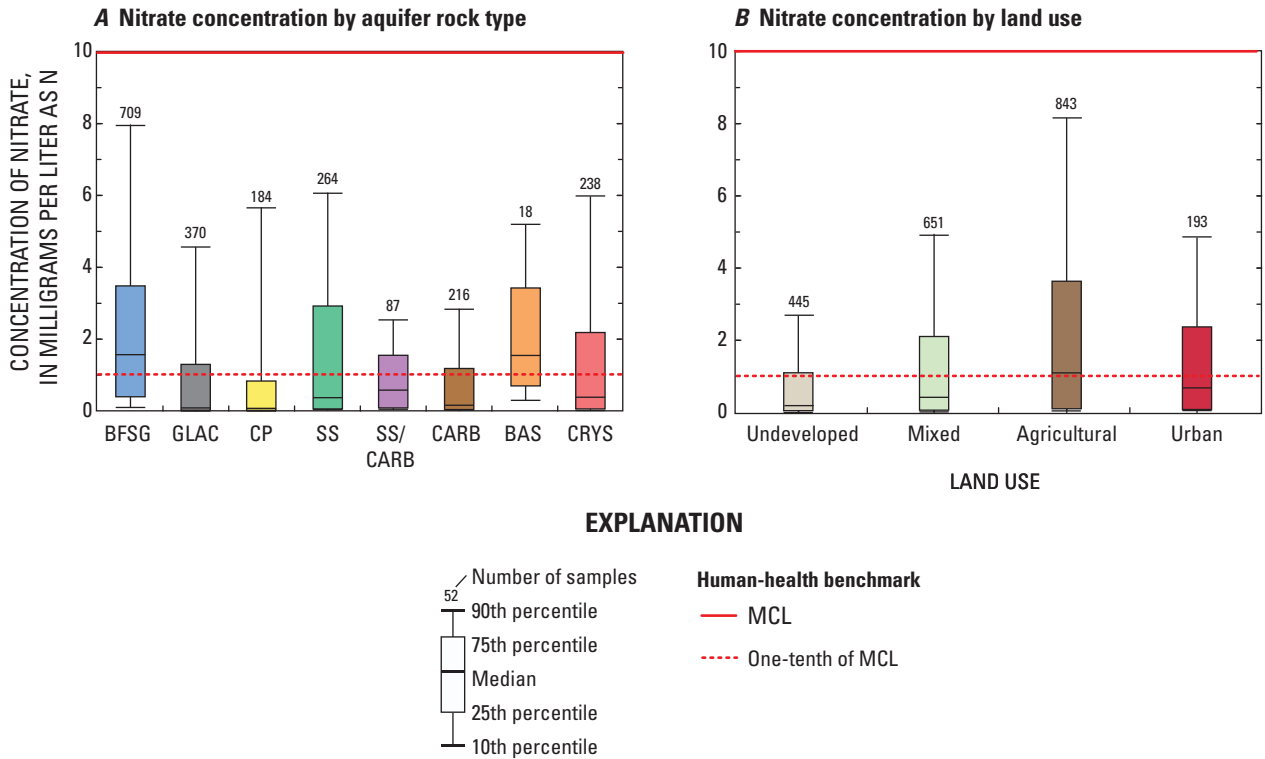 A Nitrate concentration by aquifer rock type
CONCENTRATION OF NITRATE,
IN MILLIGRAMS PER LITER AS N
10
8
6
4
2
0
709
370
184
264
87
216
18
238
BFSG GLAC CP SS SS/ CARB BAS CRYS
CARB
B Nitrate concentration by land use
10
8
6
4
2
0
445
651
843
193
Undeveloped Mixed Agricultural Urban
LAND USE
EXPLANATION
Number of samples
52
90th percentile
75th percentile
Median
25th percentile
10th percentile
Human-health benchmark
MCL
One-tenth of MCL